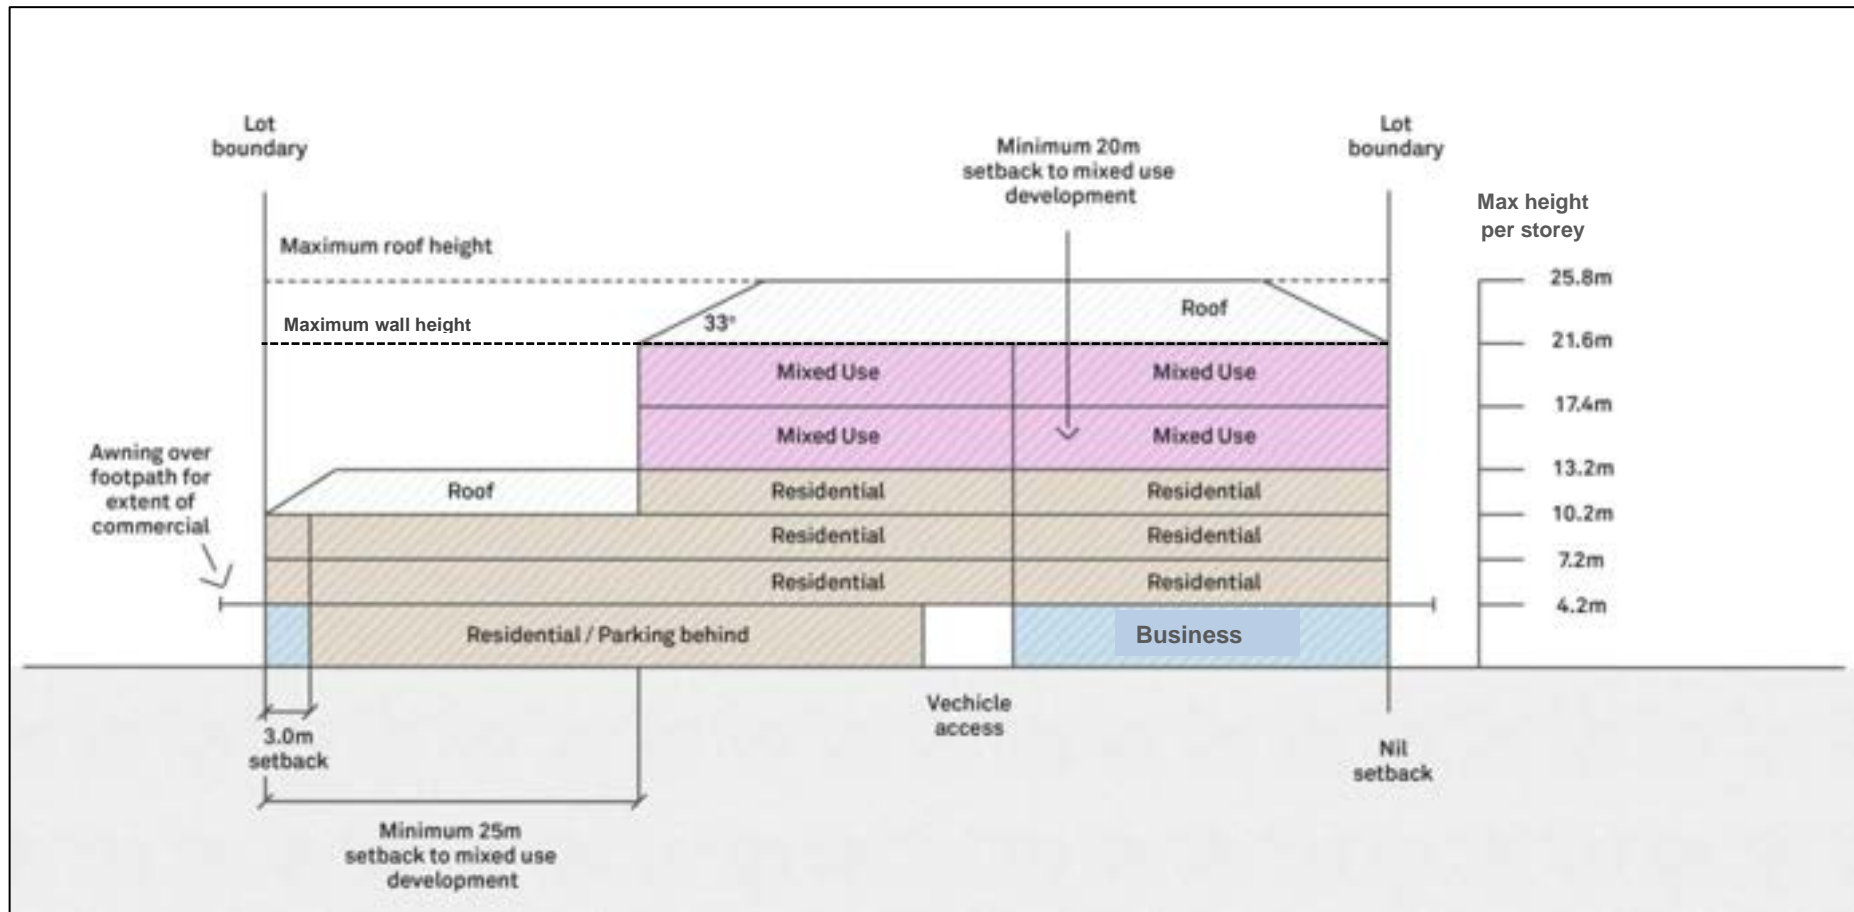 Lot
boundary
Minimum 20m
setback to mixed use
development
Lot
boundary
Max height
per storey
Maximum roof height
25.8m
Roof
33°
Maximum wall height
21.6m
Mixed Use
Mixed Use
17.4m
Mixed Use
Mixed Use
13.2m
Awning over
footpath for
extent of
commercial
Roof
Residential
Residential
10.2m
Residential
Residential
7.2m
Residential
Residential
4.2m
Residential / Parking behind
Business
3.0m
setback
Vechicle
access
Nil
setback
Minimum 25m
setback to mixed use
development